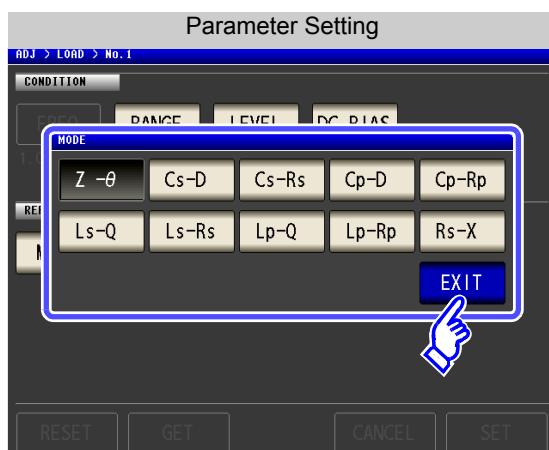 Parameter Setting
ADJ > LOAD > No.1
CONDITION
RANGE LEVEL DC BIAS
MODE
Z -θ Cs-D Cs-Rs Cp-D Cp-Rp
Ls-Q Ls-Rs Lp-Q Lp-Rp Rs-X
EXIT
RESET GET CANCEL SET